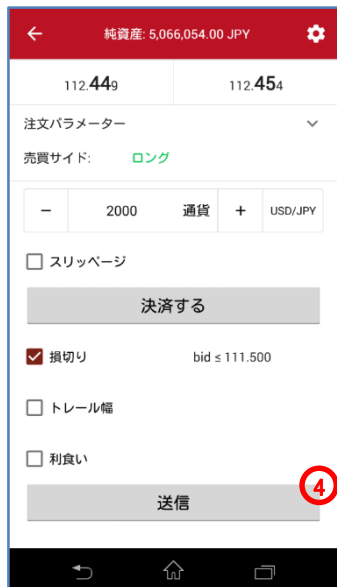 純資産: 5,066,054.00 JPY
112.449 112.454
注文パラメーター
売買サイド: ロング
− 2000 通貨 + USD/JPY
スリッページ
決済する
損切り bid ≤ 111.500
トレール幅
利食い
④
送信